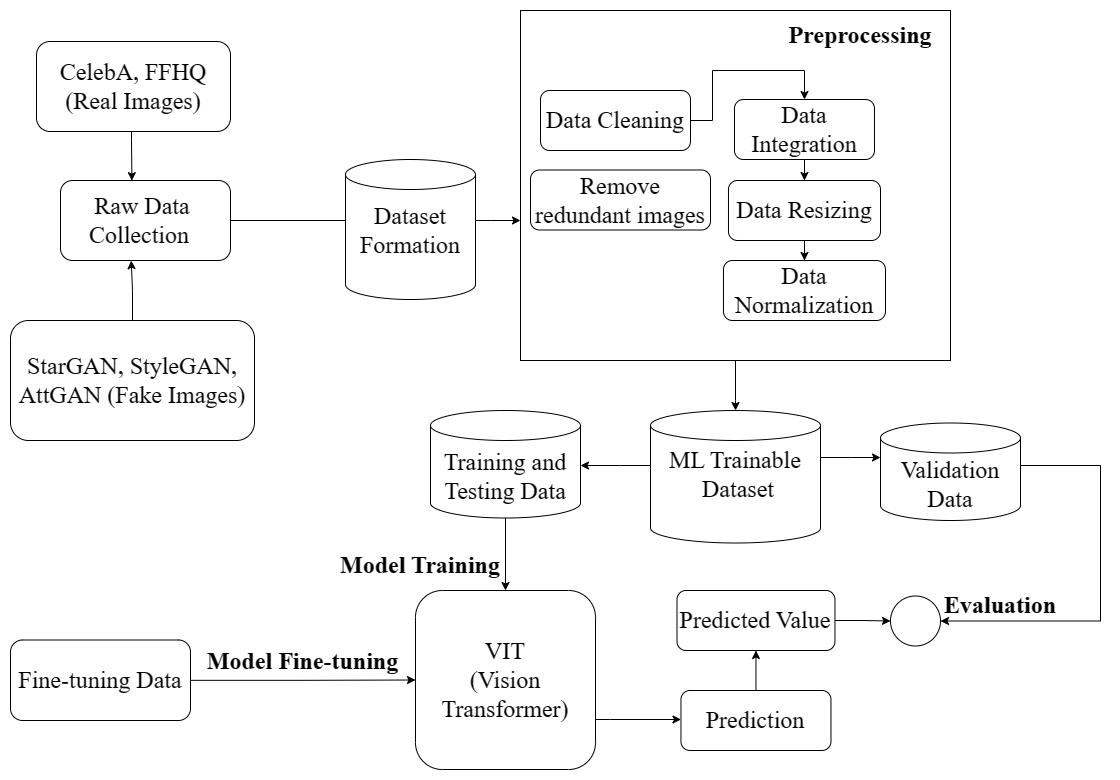 Preprocessing
CelebA, FFHQ
(Real Images)
Data Cleaning
Data
Integration
Raw Data
Collection
Dataset
Formation
Remove
redundant images
Data Resizing
Data
Normalization
StarGAN, StyleGAN,
AttGAN (Fake Images)
Training and
Testing Data
ML Trainable
Dataset
Validation
Data
Model Training
Evaluation
Predicted Value
Fine-tuning Data
Model Fine-tuning
VIT
(Vision
Transformer)
Prediction